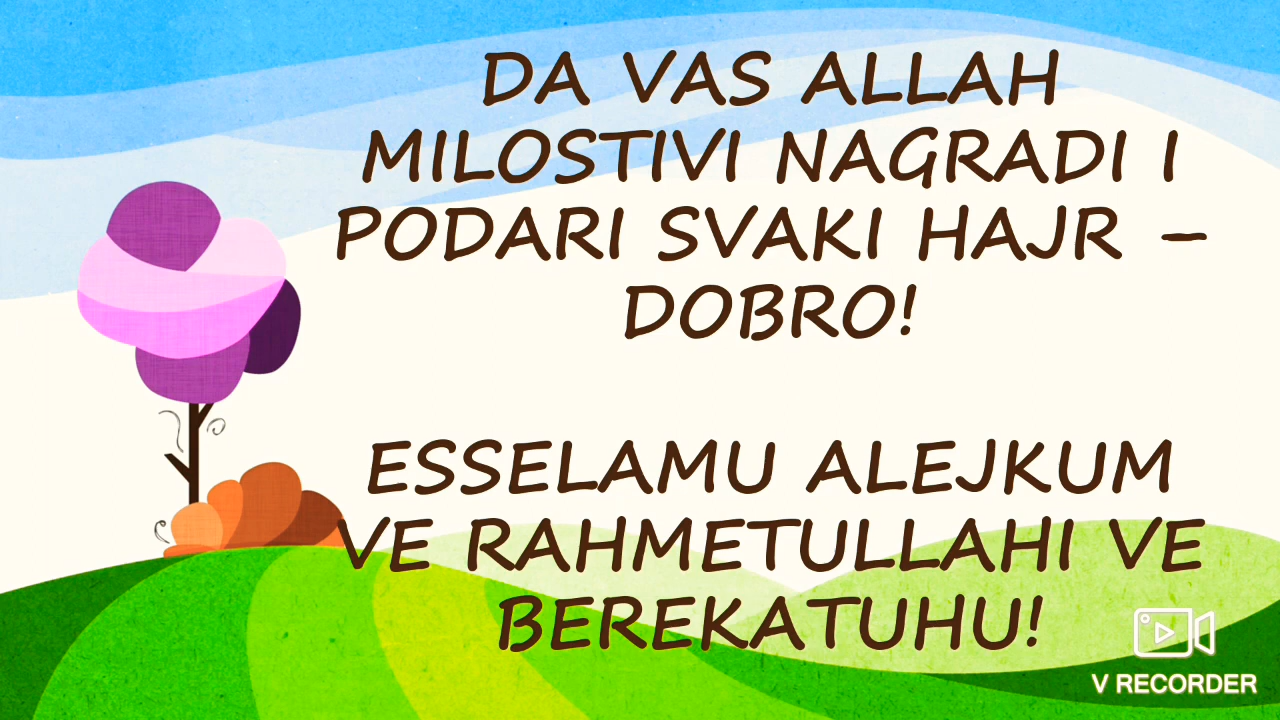 DA VAS ALLAH
MILOSTIVI NAGRADI I
PODARI SVAKI HAJR –
DOBRO!
ESSELAMU ALEJKUM
VE RAHMETULLAHI VE
BEREKATUHU!
V RECORDER